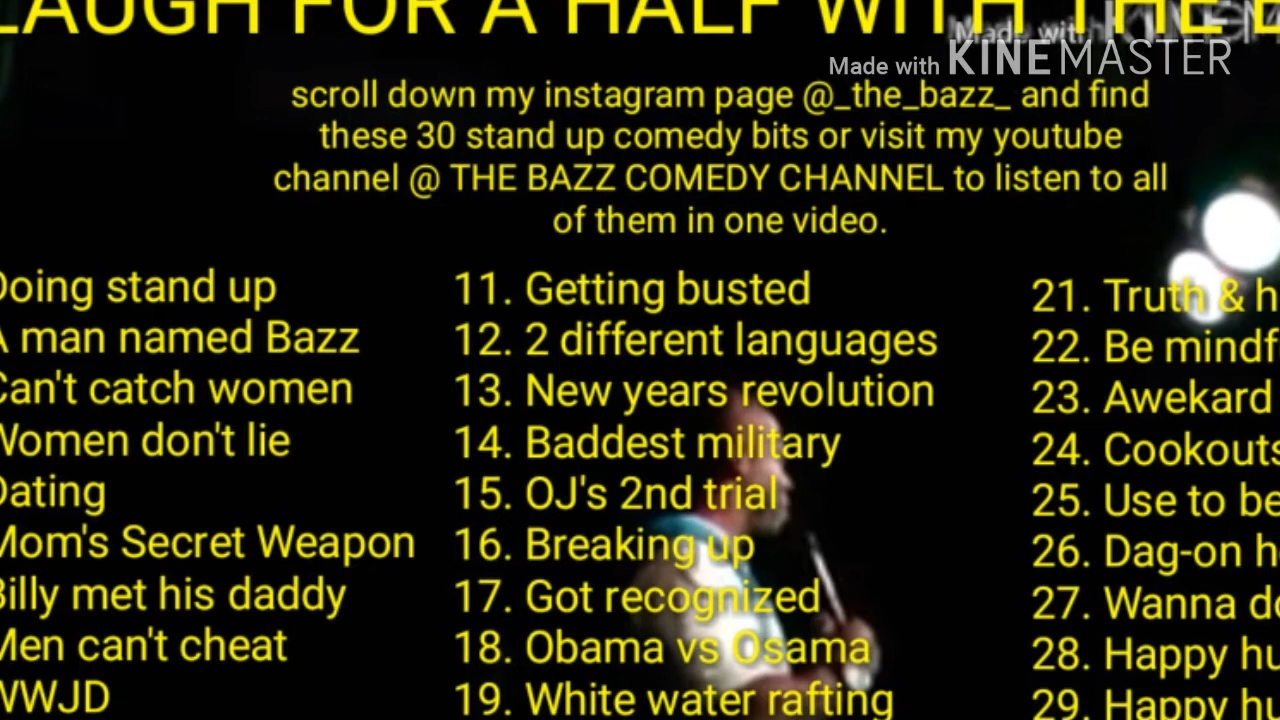 LAUGH FOR A HALF WITH THE
Made with KINEMASTER
scroll down my instagram page @_the_bazz_ and find
these 30 stand up comedy bits or visit my youtube
channel @ THE BAZZ COMEDY CHANNEL to listen to all
of them in one video.
Doing stand up
A man named Bazz
Can't catch women
Women don't lie
Dating
Mom's Secret Weapon
Billy met his daddy
Men can't cheat
WWJD
11. Getting busted
12. 2 different languages
13. New years revolution
14. Baddest military
15. OJ's 2nd trial
16. Breaking up
17. Got recognized
18. Obama vs Osama
19. White water rafting
21. Truth &
22. Be
23. Awekard
24. Cookouts
25. Use to be
26. Dag-on
27. Wanna
28. Happy
29. Happy